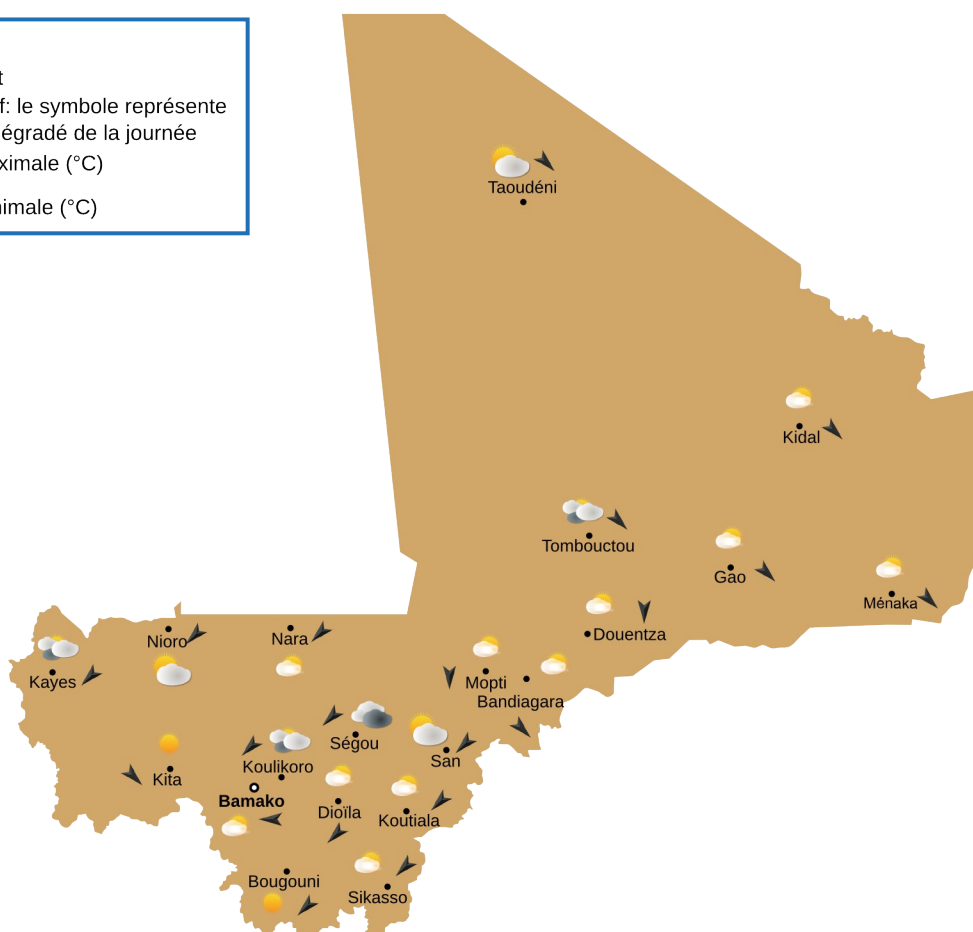 t
f: le symbole représente
égradé de la journée
ximale (°C)
imale (°C)
Taoudéni
Kidal
Tombouctou
Gao
Ménaka
Nioro
Nara
Douentza
Kayes
Mopti
Bandiagara
Ségou
San
Koulikoro
Kita
Bamako
Dioïla
Koutiala
Bougouni
Sikasso